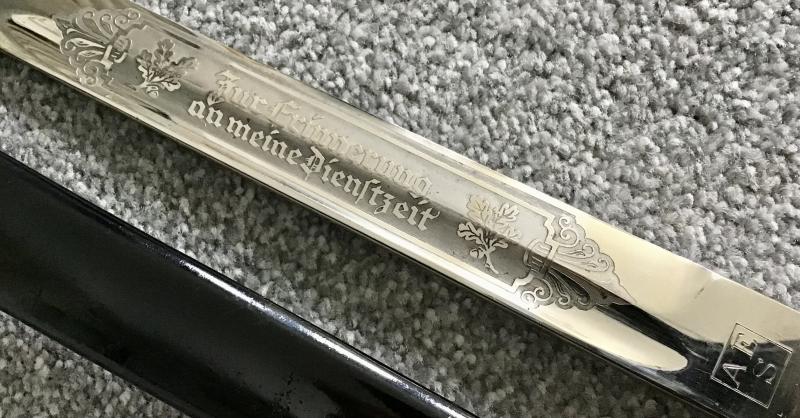 Zur Erinnerung
an meine Dienstzeit
A E
S